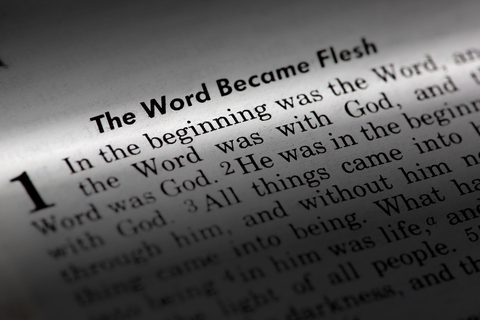 The Word Became Flesh
1 In the beginning was the Word, an
the Word was with God, and t
Word was God. 2 He was in the beginn
with God. 3 All things came into b
through him, and without him n
thing came into being. What ha
into being 4 in him was life,a and
the light of all people. 5
darkness, and th